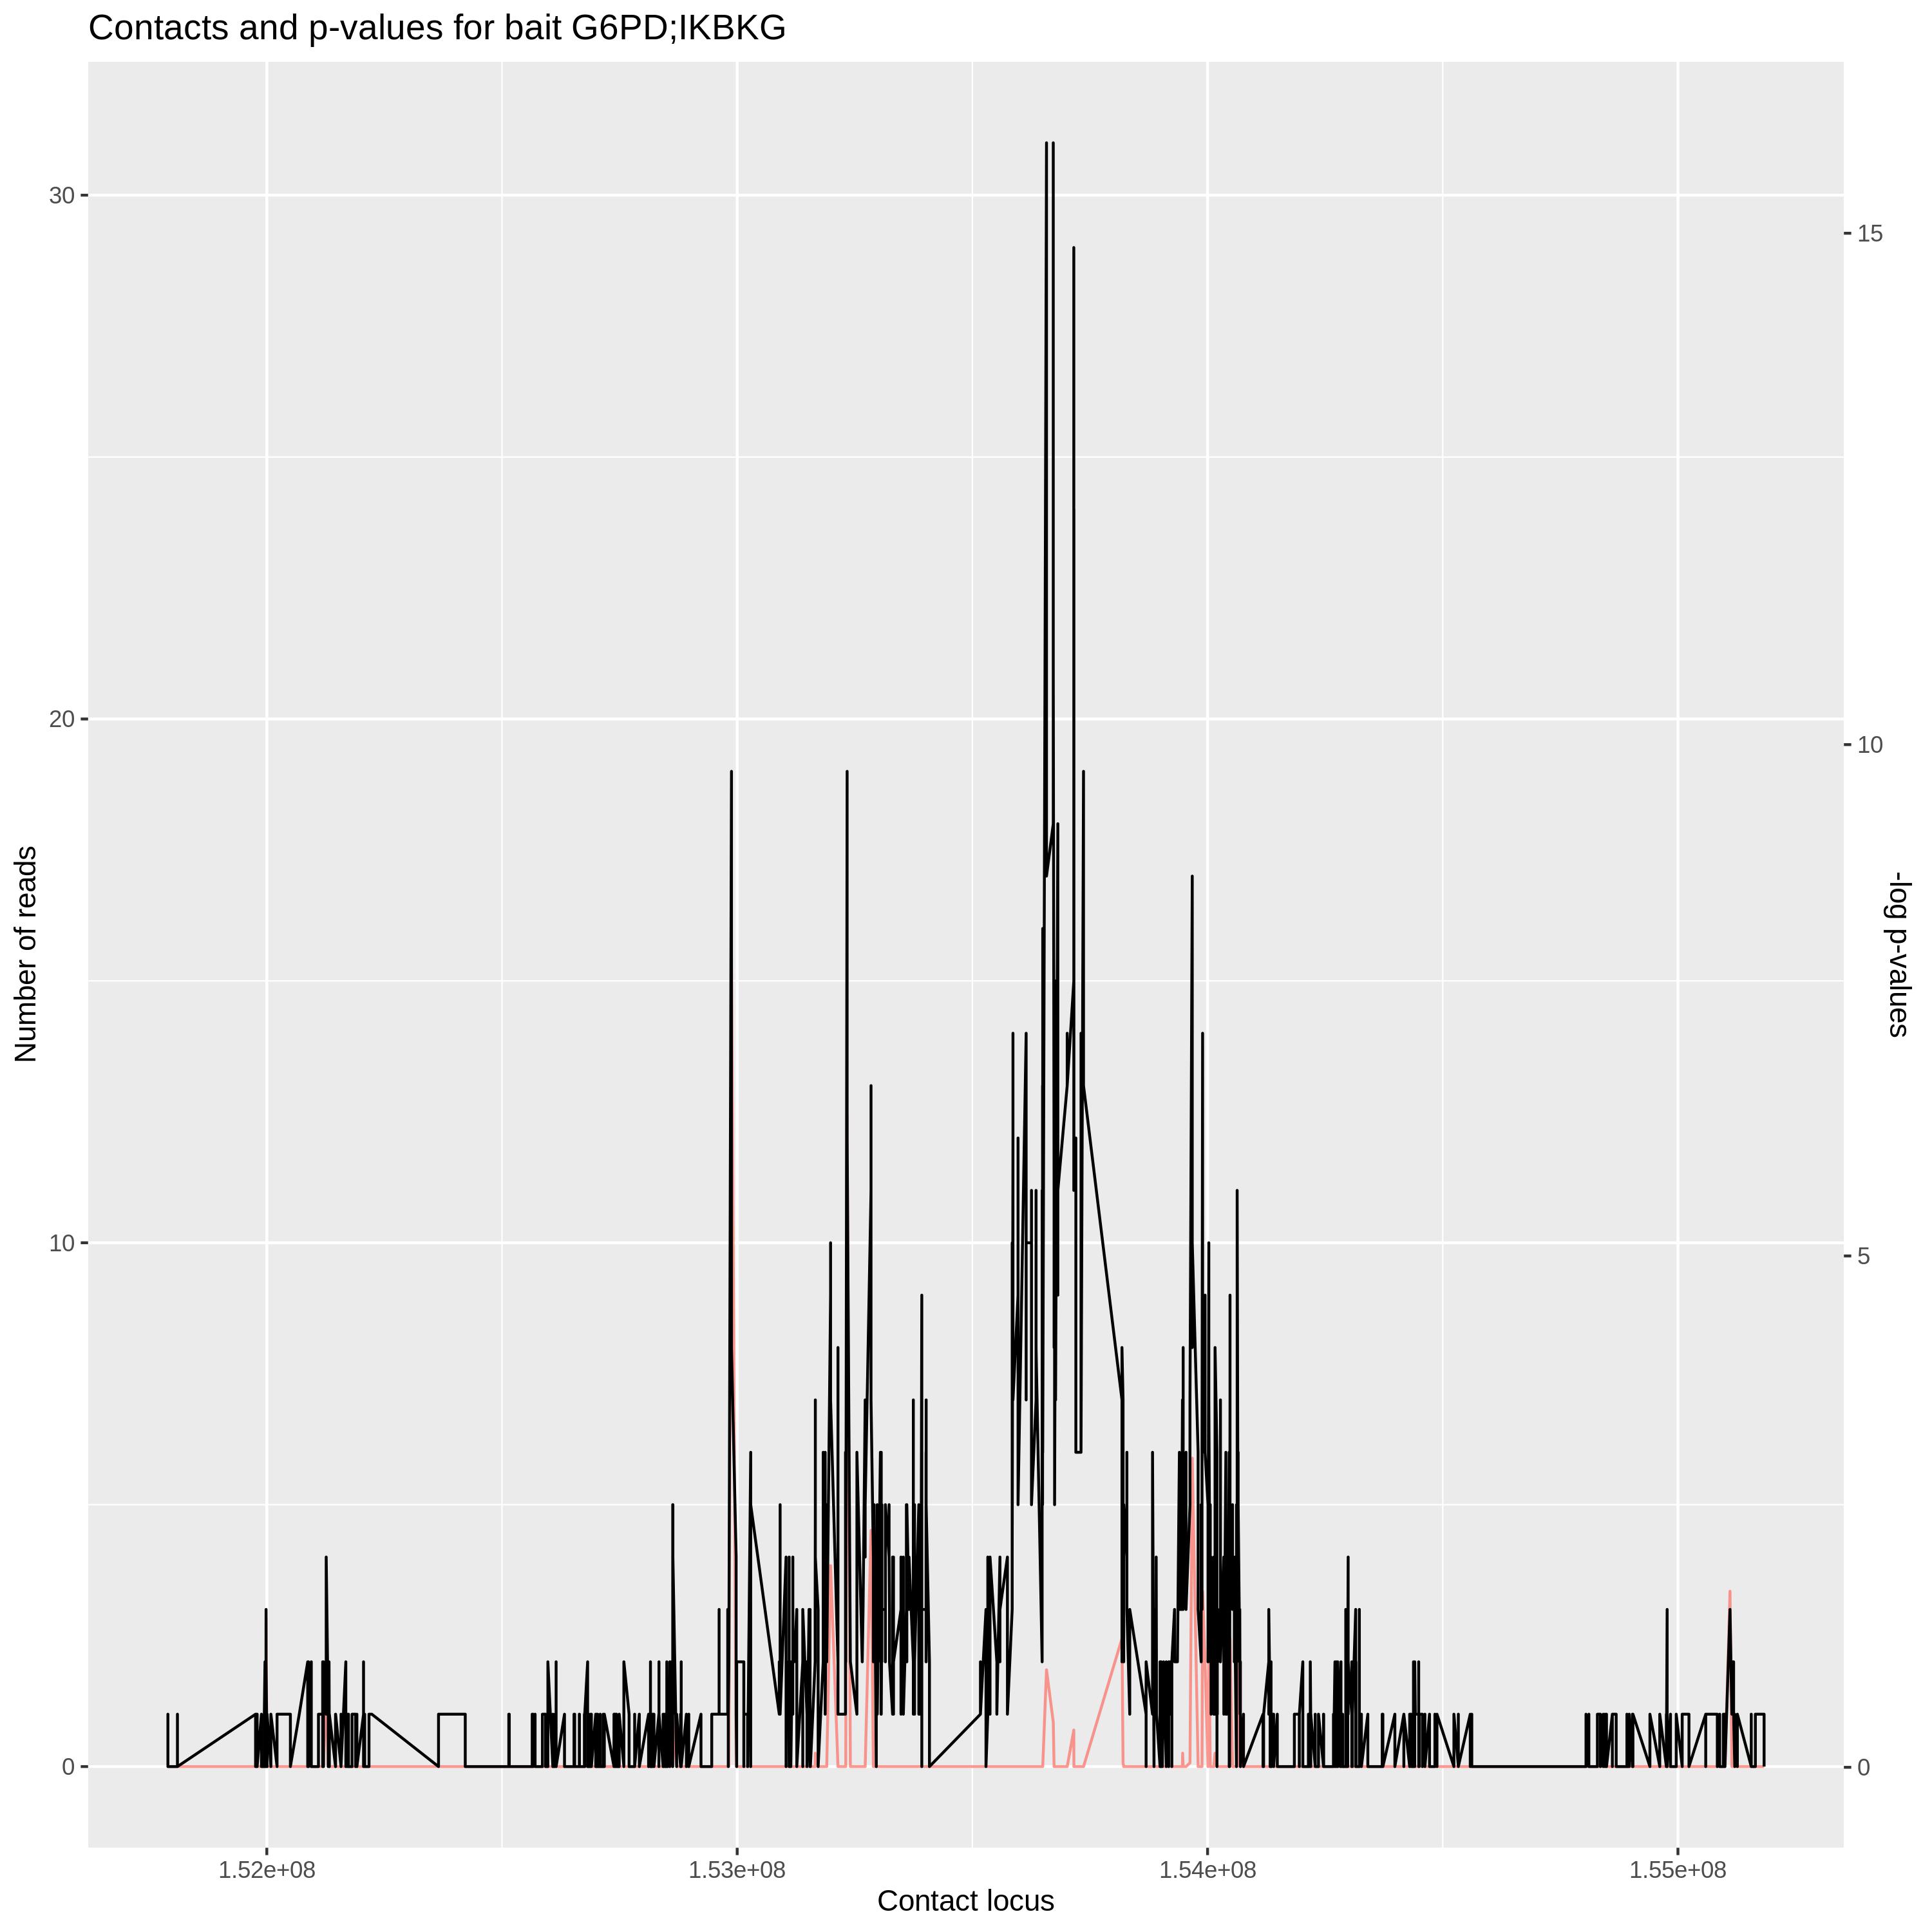 Contacts and p-values for bait G6PD;IKBKG
30
20
10
0
Number of reads
15
10
5
0
-log p-values
1.52e+08
1.53e+08
1.54e+08
1.55e+08
Contact locus